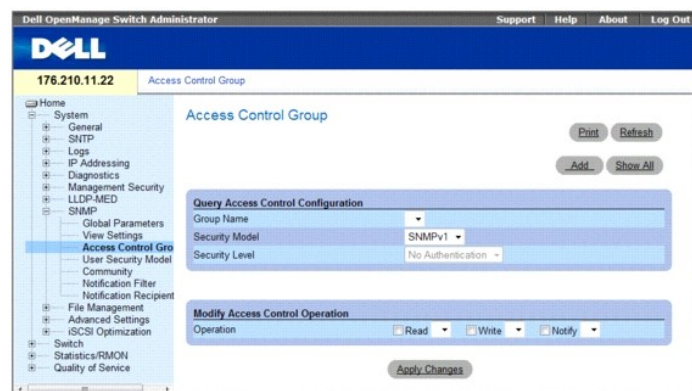 Dell OpenManage Switch Administrator
Support Help About Log Out
DELL
176.210.11.22
Access Control Group
Home
System
General
SNTP
Logs
IP Addressing
Diagnostics
Management Security
LLDP-MED
SNMP
Global Parameters
View Settings
Access Control Gro
User Security Model
Community
Notification Filter
Notification Recipient
File Management
Advanced Settings
iSCSI Optimization
Switch
Statistics/RMON
Quality of Service
Access Control Group
Print Refresh
Add Show All
Query Access Control Configuration
Group Name
Security Model SNMPv1
Security Level No Authentication
Modify Access Control Operation
Operation Read Write Notify
Apply Changes